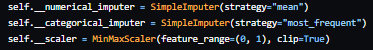 self.__numerical_imputer = SimpleImputer(strategy="mean")
self.__categorical_imputer = SimpleImputer(strategy="most_frequent")
self.__scaler = MinMaxScaler(feature_range=(0, 1), clip=True)